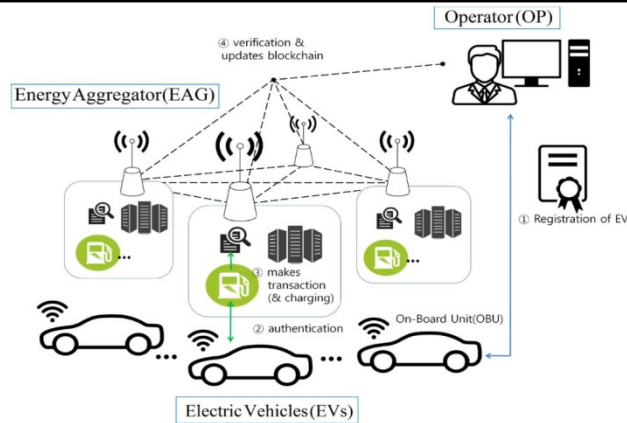 Operator(OP)
④ verification &
updates blockchain
Energy Aggregator(EAG)
① Registration of EV
③ makes
transaction
(& charging)
② authentication
On-Board Unit(OBU)
Electric Vehicles(EVs)